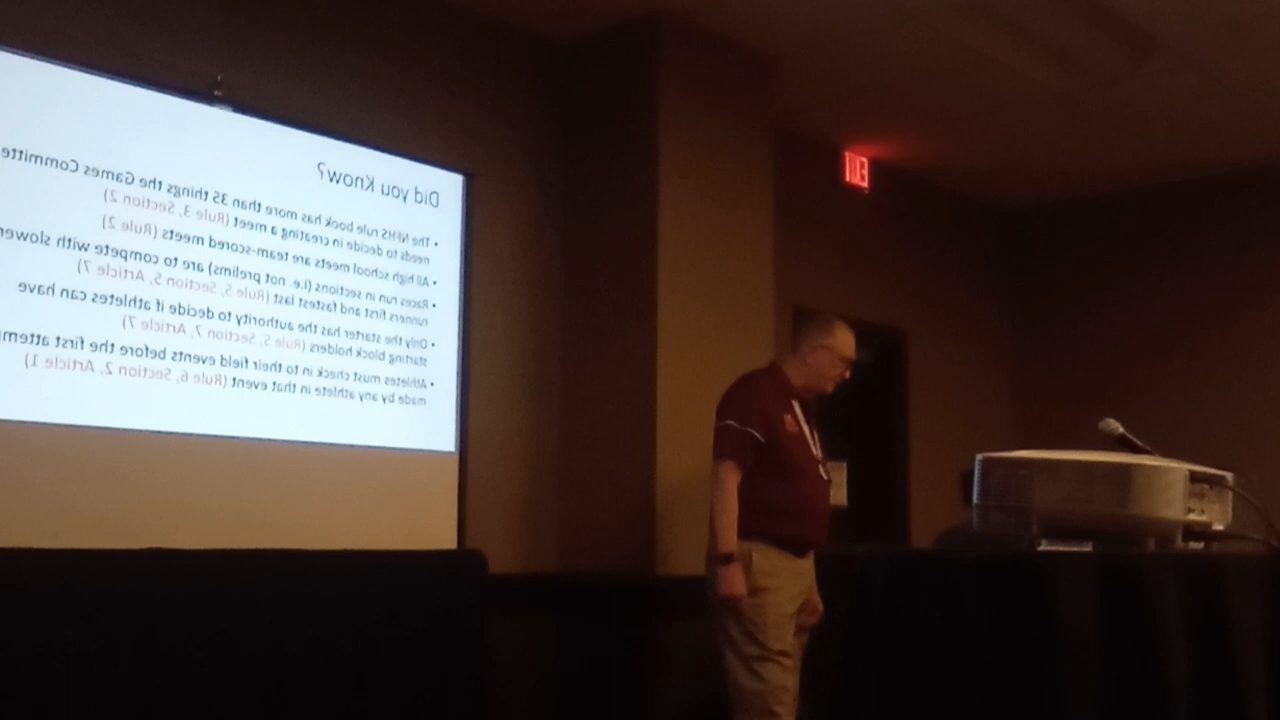 Did you Know?
• The NFHS rule book has more than 35 things the Games Committe
needs to decide in creating a meet (Rule 3, Section 2)
• All high school meets are team-scored meets (Rule 2)
• Races run in sections (i.e. not prelims) are to compete with slower
runners first and fastest last (Rule 5, Section 5, Article 7)
• Only the starter has the authority to decide if athletes can have
starting block holders (Rule 5, Section 7, Article 7)
• Athletes must check in to their field events before the first attemp
made by any athlete in that event (Rule 6, Section 2, Article 1)
EXIT